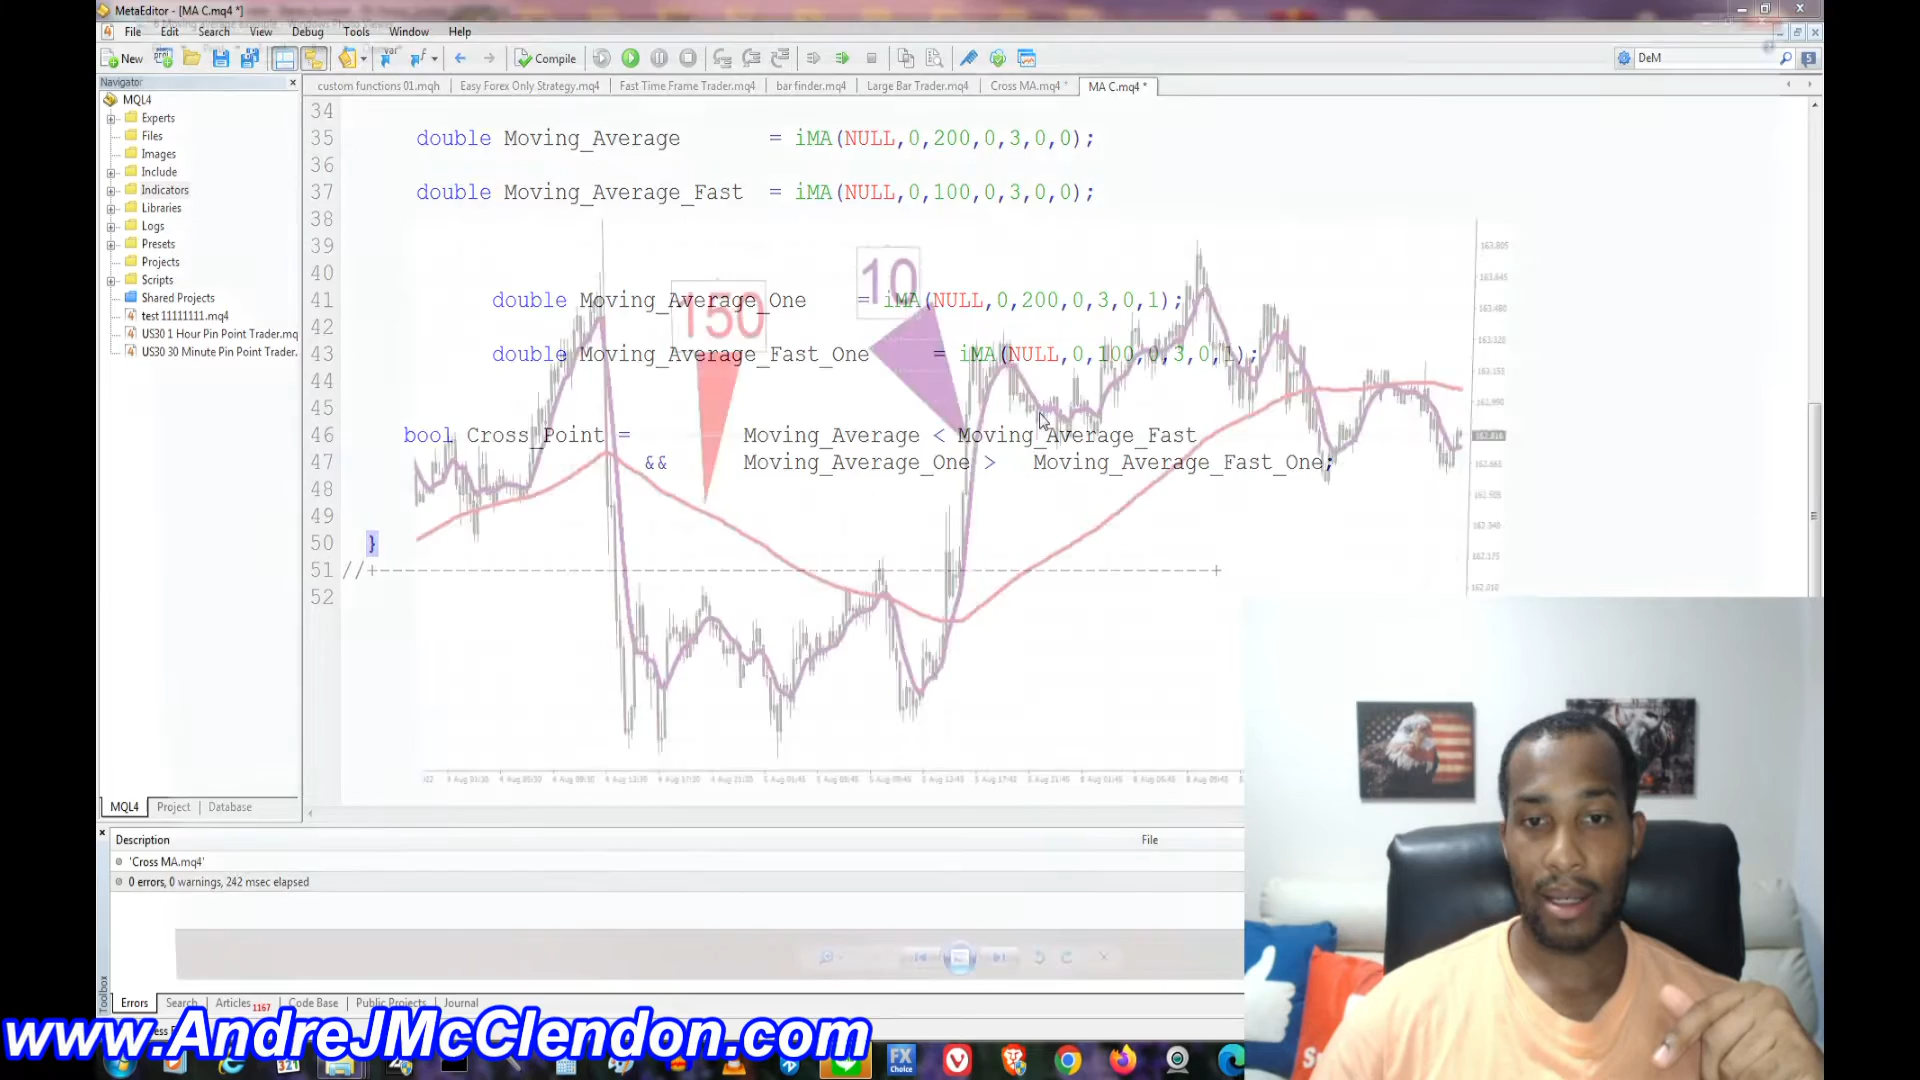 MetaEditor - [MA C.mq4 *]
File Edit Search View Debug Tools Window Help
New Compile DeM
Navigator
custom functions 01.mqh Easy Forex Only Strategy.mq4 Fast Time Frame Trader.mq4 bar finder.mq4 Large Bar Trader.mq4 Cross MA.mq4 * MA C.mq4 *
MQL4
Experts
Files
Images
Include
Indicators
Libraries
Logs
Presets
Projects
Scripts
Shared Projects
test 11111111.mq4
US30 1 Hour Pin Point Trader.mq
US30 30 Minute Pin Point Trader.
MQL4 Project Database
34
35 double Moving_Average = iMA(NULL,0,200,0,3,0,0);
36
37 double Moving_Average_Fast = iMA(NULL,0,100,0,3,0,0);
38
39
40
41 double Moving_Average_One = iMA(NULL,0,200,0,3,0,1);
42
43 double Moving_Average_Fast_One = iMA(NULL,0,100,0,3,0,1);
44
45
46 bool Cross_Point = Moving_Average < Moving_Average_Fast
47 && Moving_Average_One > Moving_Average_Fast_One;
48
49
50 }
51 //+------------------------------------------------------------------+
52
150
10
Description File
'Cross MA.mq4'
0 errors, 0 warnings, 242 msec elapsed
Toolbox
Errors Search Articles 1167 Code Base Public Projects Journal
www.AndreJMcClendon.com
321
FX Choice